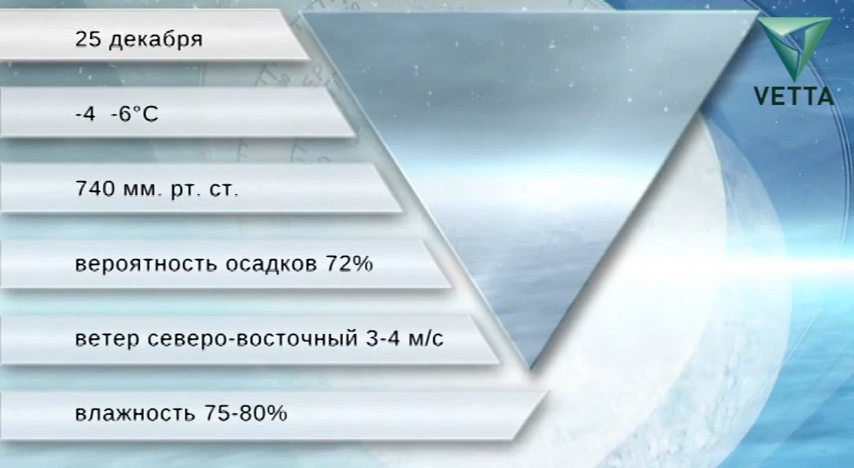 25 декабря
VETTA
-4 -6°C
740 мм. рт. ст.
вероятность осадков 72%
ветер северо-восточный 3-4 м/с
влажность 75-80%